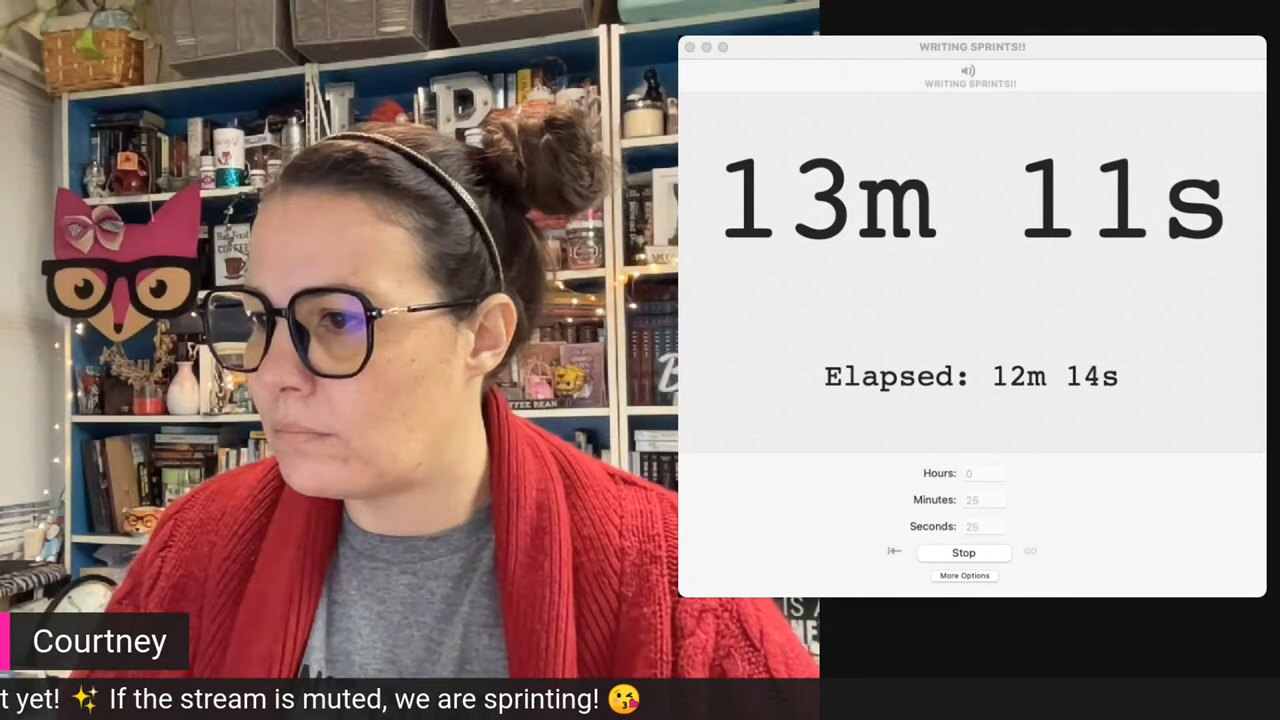 WRITING SPRINTS!!
WRITING SPRINTS!!
13m 11s
Elapsed: 12m 14s
Hours: 0
Minutes: 25
Seconds: 25
Stop
More Options
COFFEE
Courtney
t yet! ✨ If the stream is muted, we are sprinting! 😘